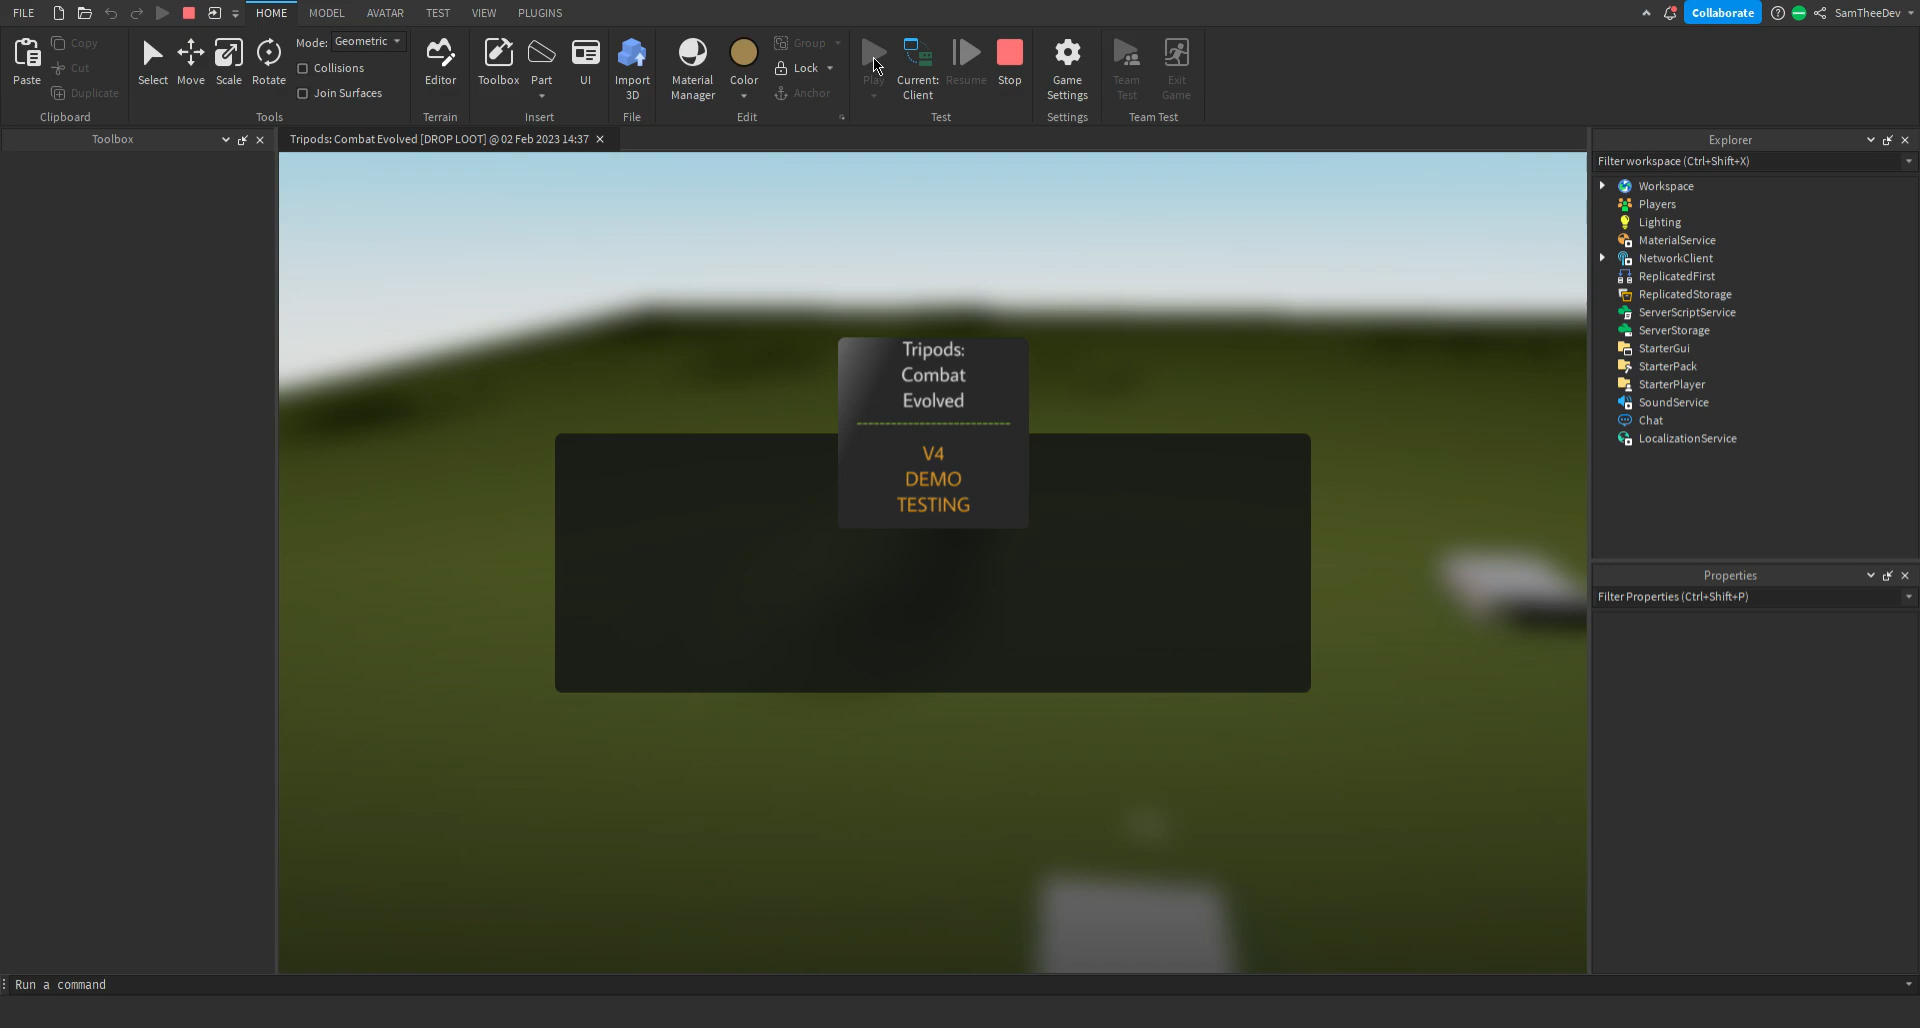 FILE
HOME
MODEL
AVATAR
TEST
VIEW
PLUGINS
Collaborate
SamTheeDev
Paste
Copy
Cut
Duplicate
Clipboard
Select
Move
Scale
Rotate
Mode: Geometric
Collisions
Join Surfaces
Tools
Editor
Terrain
Toolbox
Part
UI
Insert
Import
3D
File
Material
Manager
Color
Group
Lock
Anchor
Edit
Play
Current:
Client
Resume
Stop
Test
Game
Settings
Settings
Team
Test
Exit
Game
Team Test
Toolbox
Tripods: Combat Evolved [DROP LOOT] @ 02 Feb 2023 14:37
Tripods:
Combat
Evolved
---------------------------
V4
DEMO
TESTING
Explorer
Filter workspace (Ctrl+Shift+X)
Workspace
Players
Lighting
MaterialService
NetworkClient
ReplicatedFirst
ReplicatedStorage
ServerScriptService
ServerStorage
StarterGui
StarterPack
StarterPlayer
SoundService
Chat
LocalizationService
Properties
Filter Properties (Ctrl+Shift+P)
Run a command